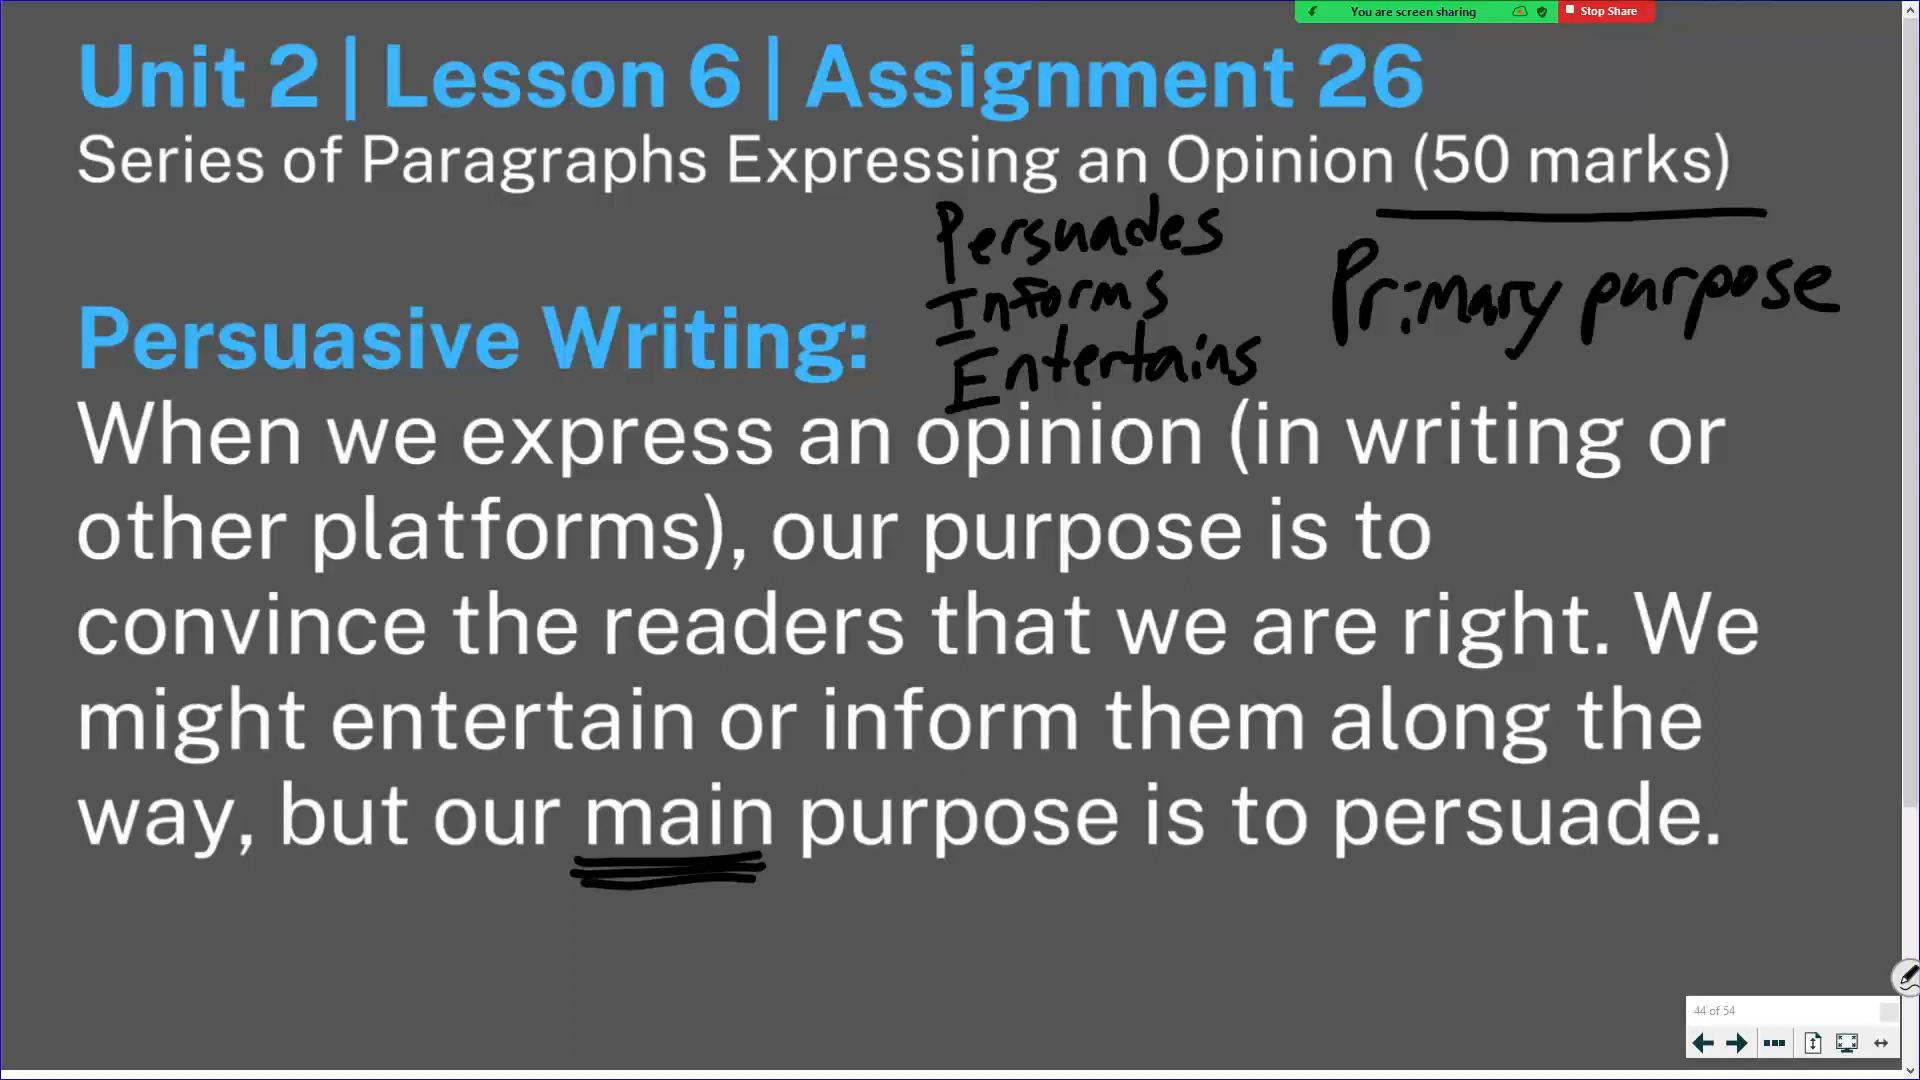 You are screen sharing
Stop Share
Unit 2 | Lesson 6 | Assignment 26
Series of Paragraphs Expressing an Opinion (50 marks)
Persuades
Informs
Entertains
Primary purpose
Persuasive Writing:
When we express an opinion (in writing or
other platforms), our purpose is to
convince the readers that we are right. We
might entertain or inform them along the
way, but our main purpose is to persuade.
44 of 54